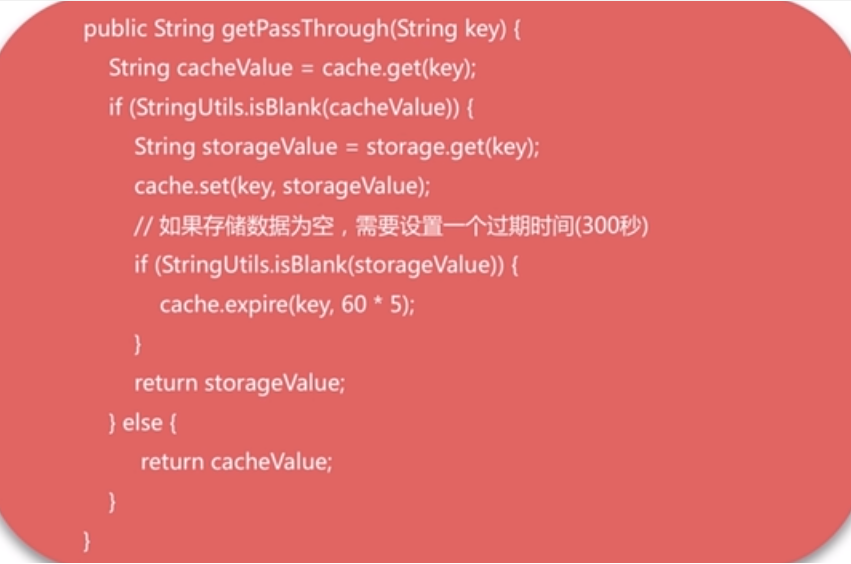 public String getPassThrough(String key) {
String cacheValue = cache.get(key);
if (StringUtils.isBlank(cacheValue)) {
String storageValue = storage.get(key);
cache.set(key, storageValue);
// 如果存储数据为空，需要设置一个过期时间(300秒)
if (StringUtils.isBlank(storageValue)) {
cache.expire(key, 60 * 5);
}
return storageValue;
} else {
return cacheValue;
}
}